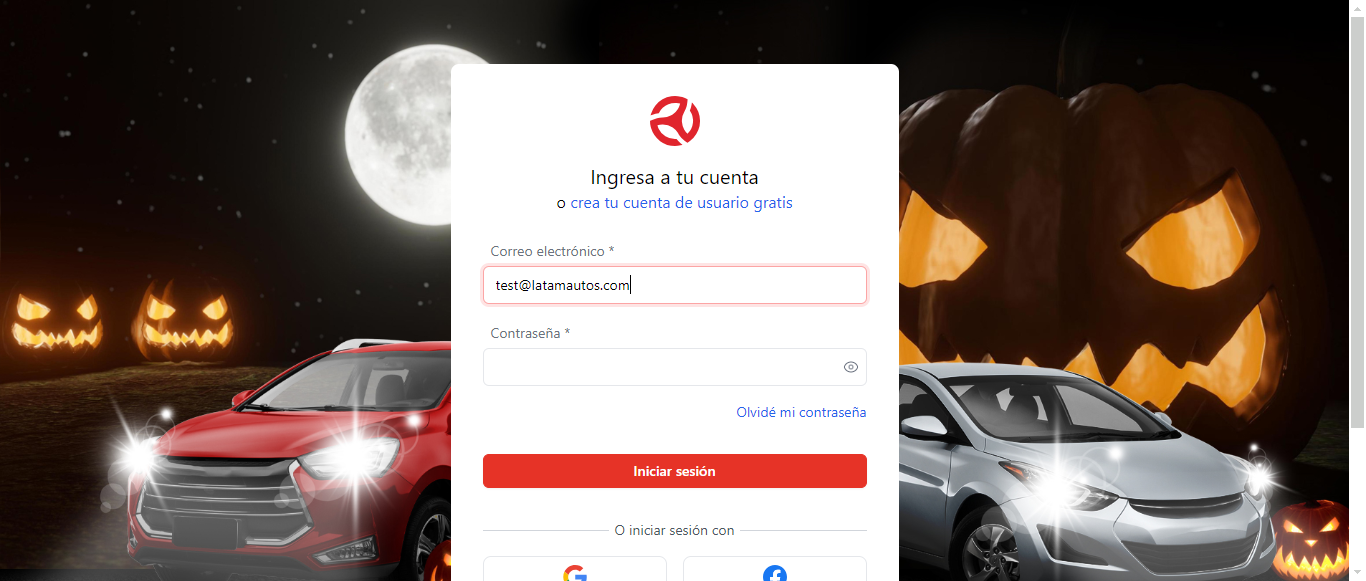 Ingresa a tu cuenta
o crea tu cuenta de usuario gratis
Correo electrónico *
test@latamautos.com
Contraseña *
Olvidé mi contraseña
Iniciar sesión
O iniciar sesión con